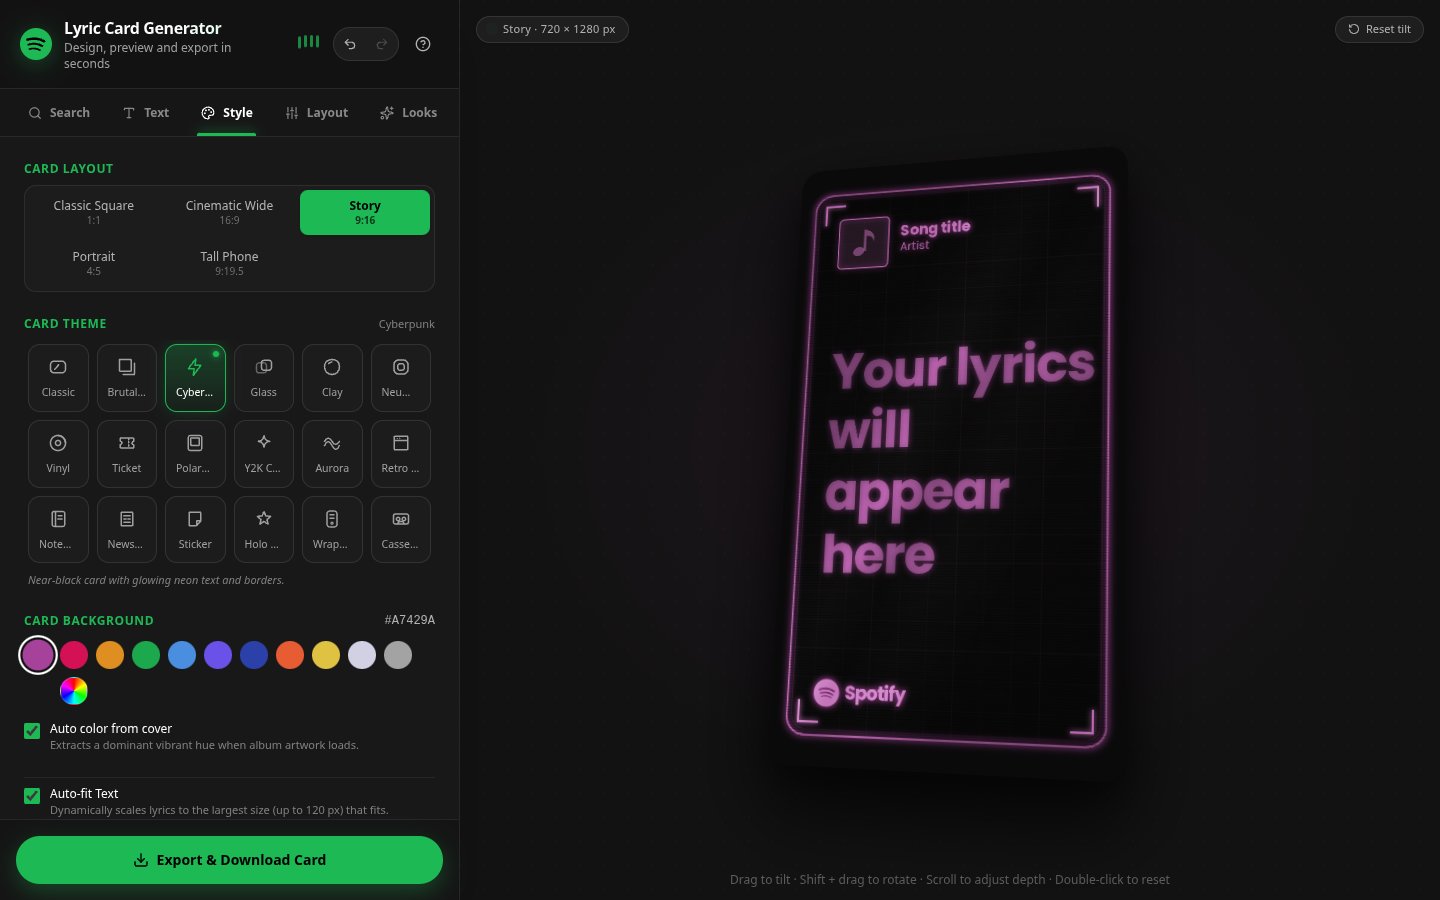 Lyric Card Generator
Design, preview and export in
seconds
Search
Text
Style
Layout
Looks
CARD LAYOUT
Classic Square
1:1
Cinematic Wide
16:9
Story
9:16
Portrait
4:5
Tall Phone
9:19.5
CARD THEME
Cyberpunk
Classic
Brutal...
Cyber...
Glass
Clay
Neu...
Vinyl
Ticket
Polar...
Y2K C...
Aurora
Retro ...
Note...
News...
Sticker
Holo ...
Wrap...
Casse...
Near-black card with glowing neon text and borders.
CARD BACKGROUND
#A7429A
Auto color from cover
Extracts a dominant vibrant hue when album artwork loads.
Auto-fit Text
Dynamically scales lyrics to the largest size (up to 120 px) that fits.
Export & Download Card
Story · 720 × 1280 px
Reset tilt
Song title
Artist
Your lyrics
will
appear
here
Spotify
Drag to tilt · Shift + drag to rotate · Scroll to adjust depth · Double-click to reset